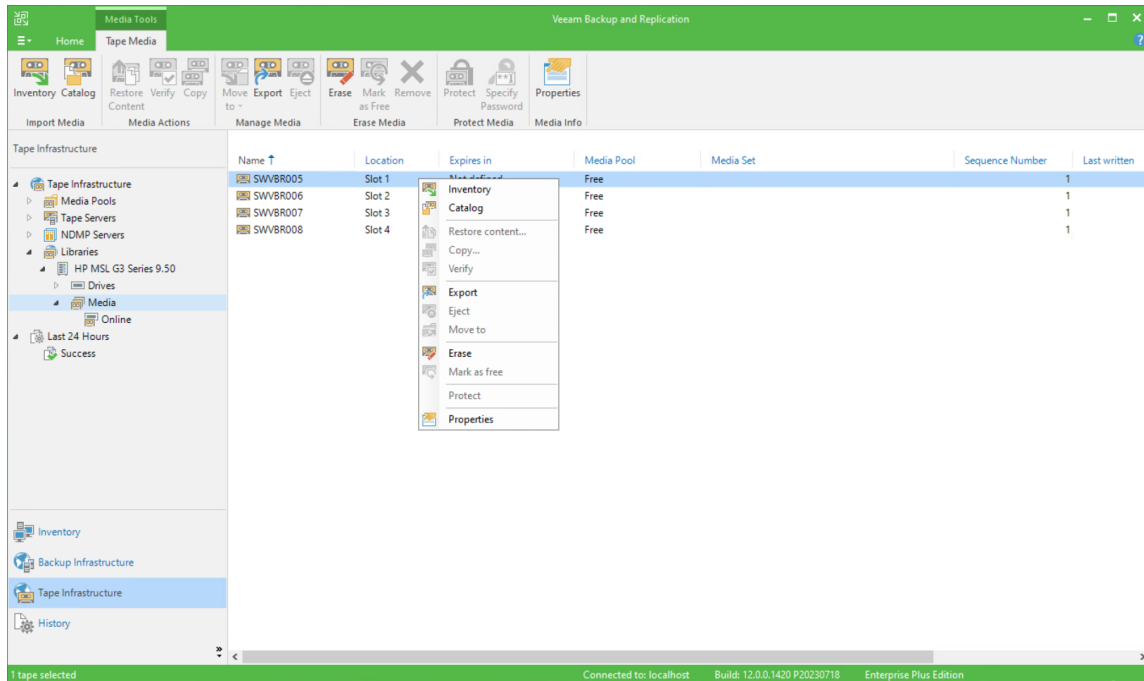 Media Tools
Veeam Backup and Replication
Home Tape Media
Inventory Catalog Restore Content Verify Copy Move to Export Eject Erase Mark as Free Remove Protect Specify Password Properties
Import Media Media Actions Manage Media Erase Media Protect Media Media Info
Tape Infrastructure
Tape Infrastructure
Media Pools
Tape Servers
NDMP Servers
Libraries
HP MSL G3 Series 9.50
Drives
Media
Online
Last 24 Hours
Success
Name Location Expires in Media Pool Media Set Sequence Number Last written
SWVBR005 Slot 1 Not defined Free 1
SWVBR006 Slot 2 Free 1
SWVBR007 Slot 3 Free 1
SWVBR008 Slot 4 Free 1
Inventory
Catalog
Restore content...
Copy...
Verify
Export
Eject
Move to
Erase
Mark as free
Protect
Properties
Inventory
Backup Infrastructure
Tape Infrastructure
History
1 tape selected Connected to: localhost Build: 12.0.0.1420 P20230718 Enterprise Plus Edition